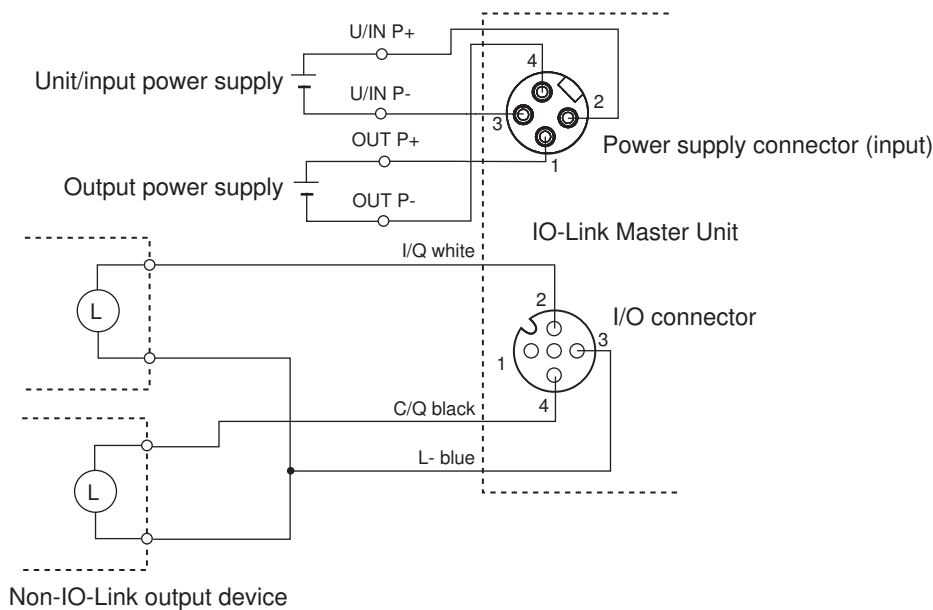 U/IN P+
Unit/input power supply
U/IN P-
4
2
3
1
OUT P+
Power supply connector (input)
Output power supply
OUT P-
IO-Link Master Unit
I/Q white
L
2
I/O connector
3
1
4
C/Q black
L- blue
L
Non-IO-Link output device